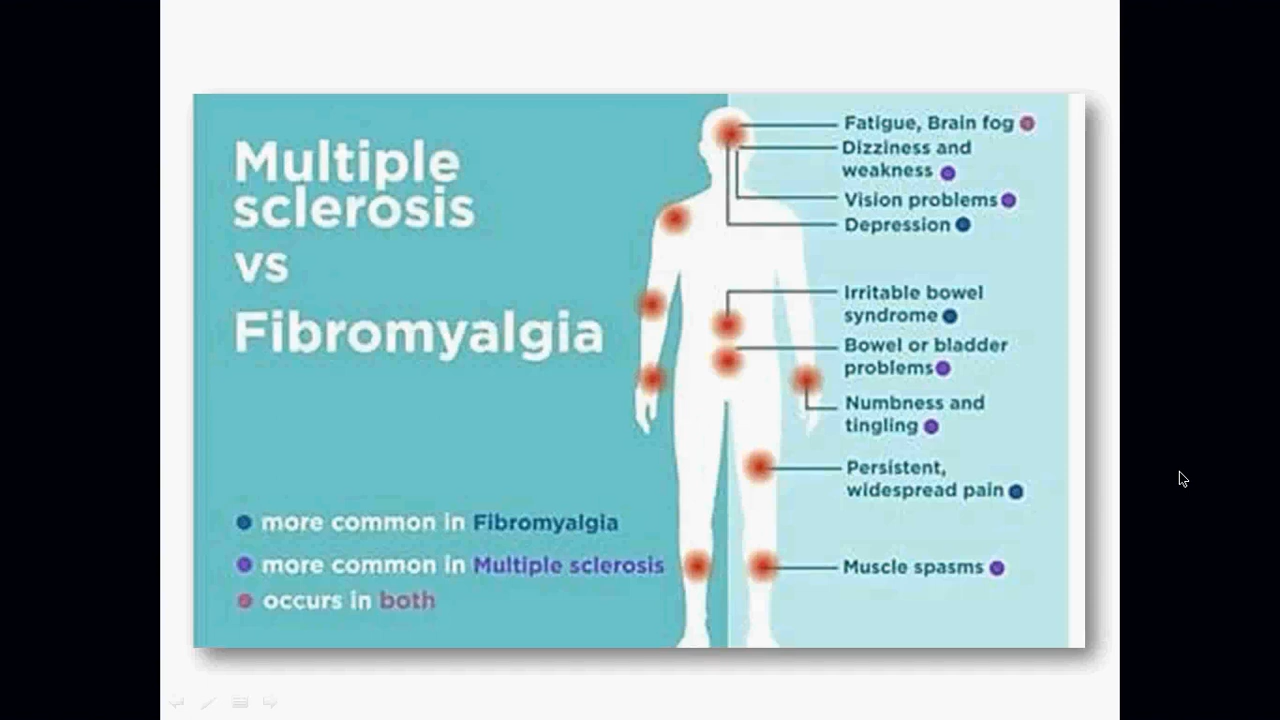 Multiple
sclerosis
vs
Fibromyalgia
more common in Fibromyalgia
more common in Multiple sclerosis
occurs in both
Fatigue, Brain fog
Dizziness and
weakness
Vision problems
Depression
Irritable bowel
syndrome
Bowel or bladder
problems
Numbness and
tingling
Persistent,
widespread pain
Muscle spasms